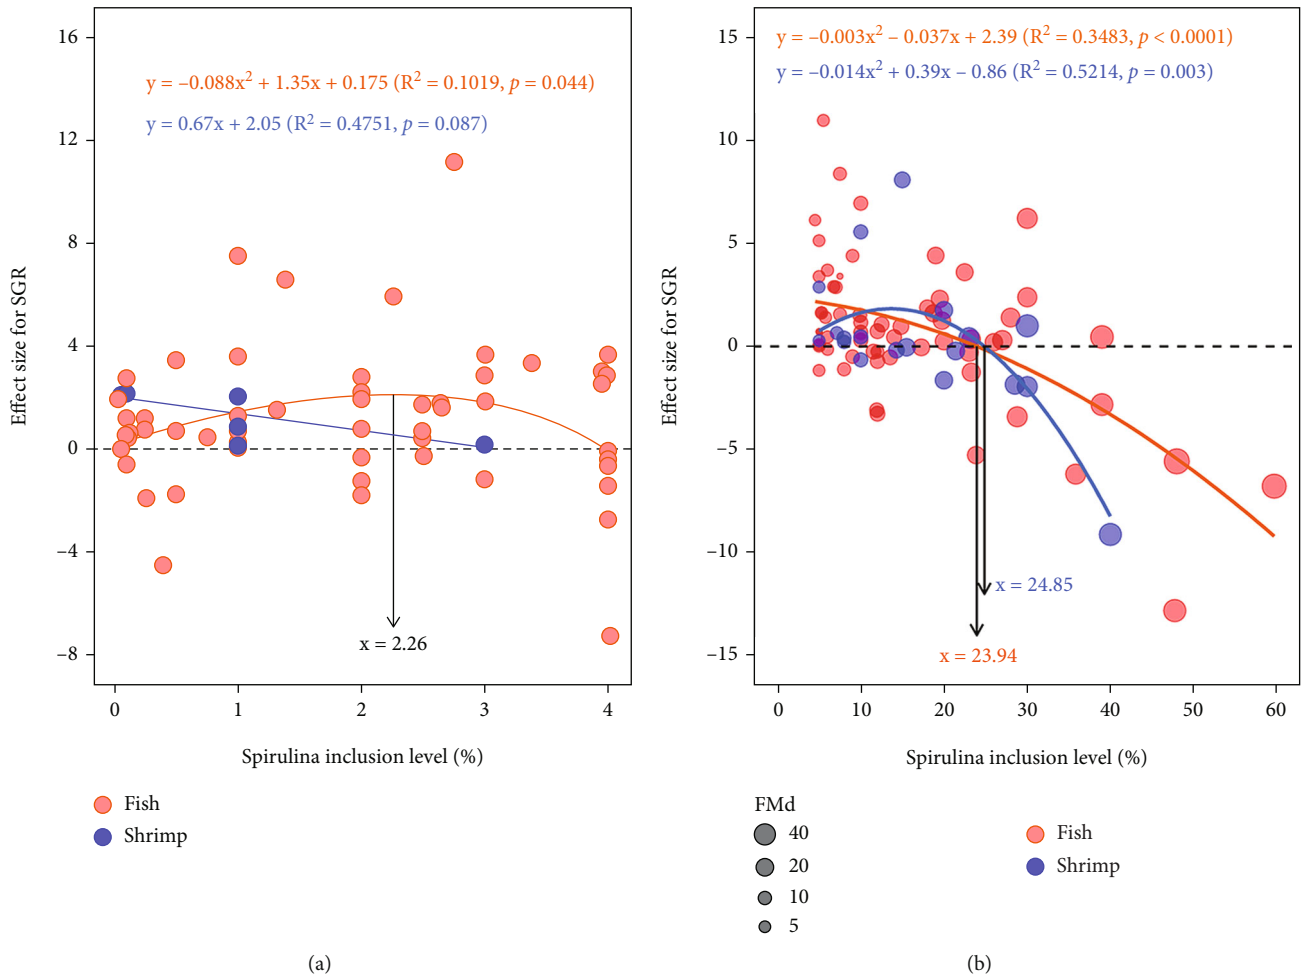 16
12
8
4
0
−4
−8
Effect size for SGR
y = −0.088x² + 1.35x + 0.175 (R² = 0.1019, p = 0.044)
y = 0.67x + 2.05 (R² = 0.4751, p = 0.087)
x = 2.26
0 1 2 3 4
Spirulina inclusion level (%)
Fish
Shrimp
(a)
15
10
5
0
−5
−10
−15
Effect size for SGR
y = −0.003x² − 0.037x + 2.39 (R² = 0.3483, p < 0.0001)
y = −0.014x² + 0.39x − 0.86 (R² = 0.5214, p = 0.003)
x = 24.85
x = 23.94
0 10 20 30 40 50 60
Spirulina inclusion level (%)
FMd
40
20
10
5
Fish
Shrimp
(b)